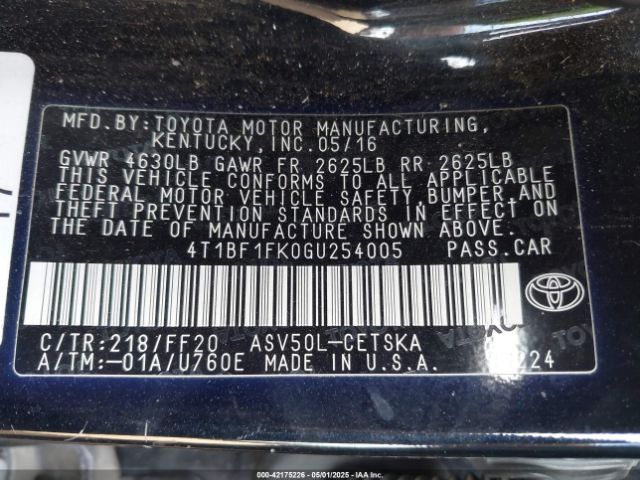 MFD.BY:TOYOTA MOTOR MANUFACTURING,
KENTUCKY,INC.05/16
GVWR 4630LB GAWR FR 2625LB RR 2625LB
THIS VEHICLE CONFORMS TO ALL APPLICABLE
FEDERAL MOTOR VEHICLE SAFETY,BUMPER,AND
THEFT PREVENTION STANDARDS IN EFFECT ON
THE DATE OF MANUFACTURE SHOWN ABOVE.
4T1BF1FK0GU254005 PASS.CAR
C/TR:218/FF20 ASV50L-CETSKA
A/TM:-01A/U760E MADE IN U.S.A. 224
000-42175226 - 05/01/2025 - IAAI.COM